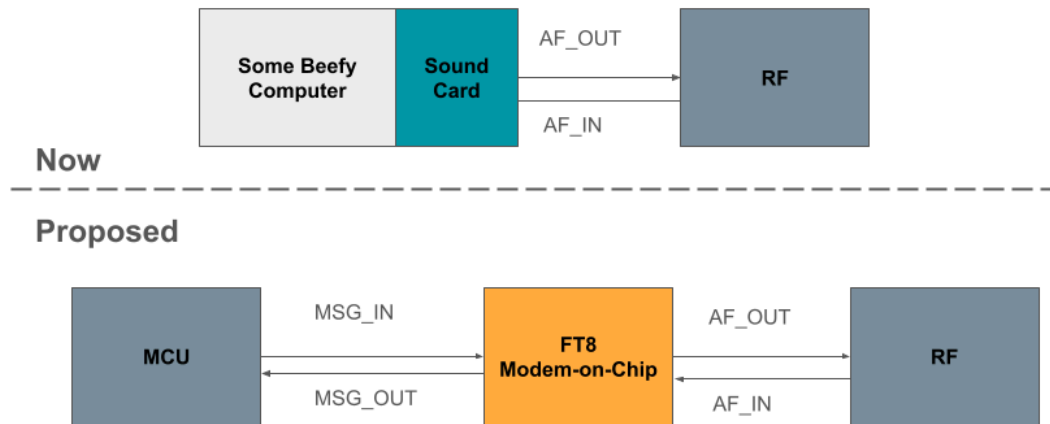 AF_OUT
Some Beefy
Computer
Sound
Card
RF
AF_IN
Now
Proposed
MSG_IN
AF_OUT
MCU
FT8
Modem-on-Chip
RF
MSG_OUT
AF_IN